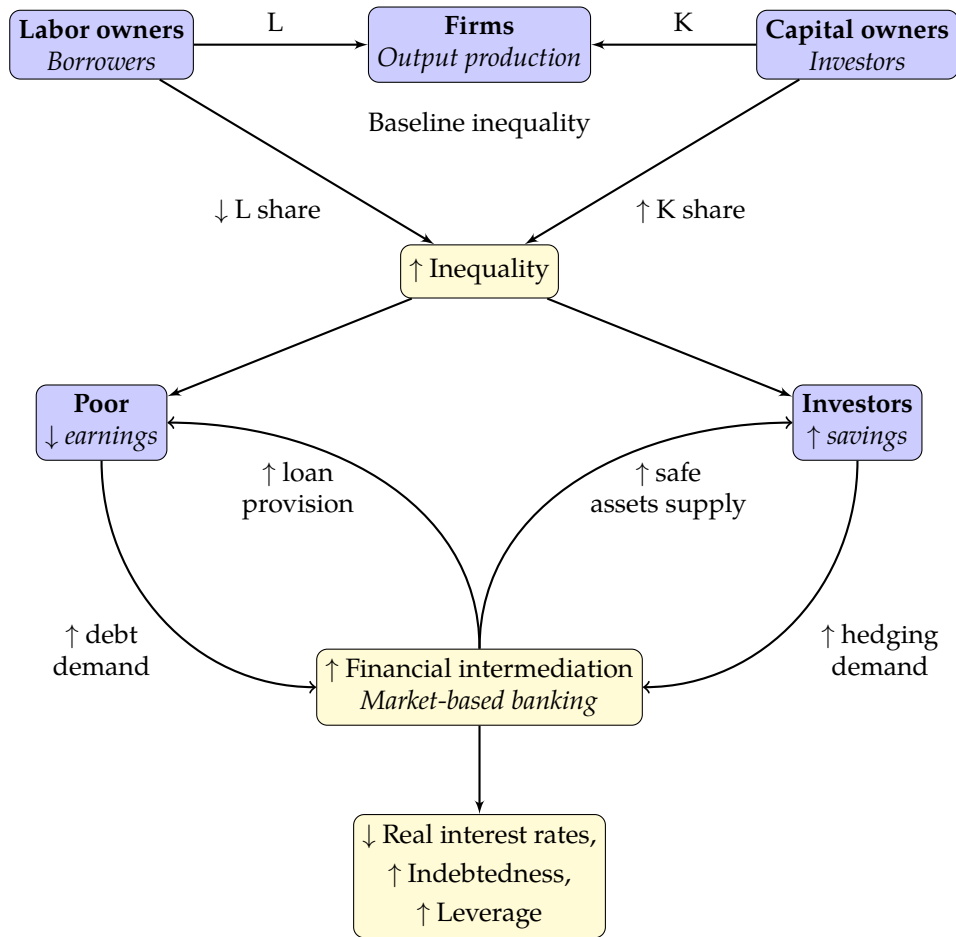 Labor owners
Borrowers
L
Firms
Output production
K
Capital owners
Investors
Baseline inequality
↓ L share
↑ K share
↑ Inequality
Poor
↓ earnings
Investors
↑ savings
↑ loan
provision
↑ safe
assets supply
↑ debt
demand
↑ hedging
demand
↑ Financial intermediation
Market-based banking
↓ Real interest rates,
↑ Indebtedness,
↑ Leverage